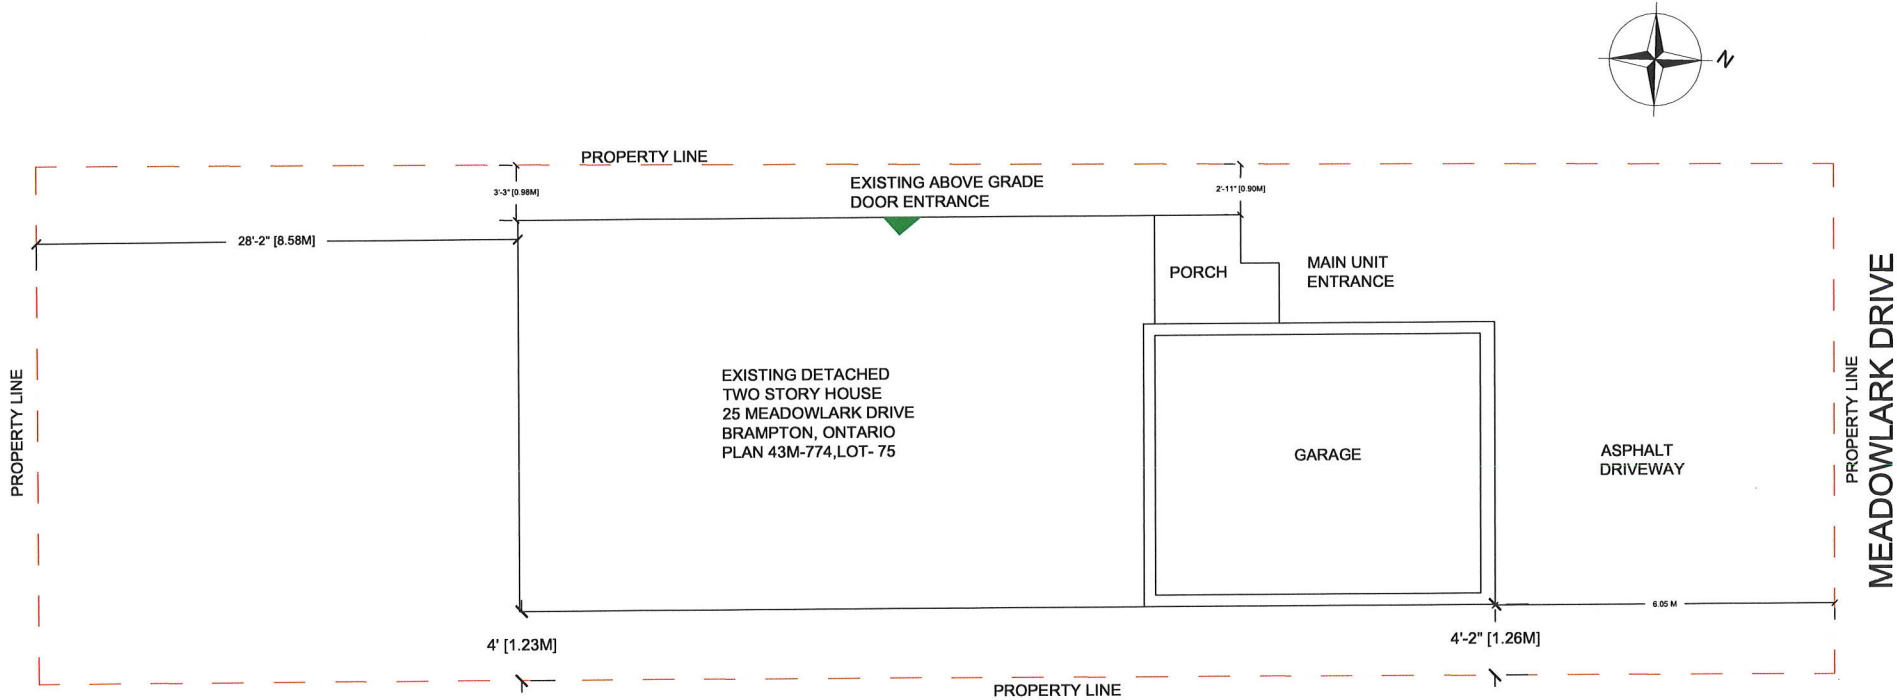 N
PROPERTY LINE
3'-3" [0.98M]
EXISTING ABOVE GRADE
DOOR ENTRANCE
2'-11" [0.90M]
28'-2" [8.58M]
PORCH
MAIN UNIT
ENTRANCE
PROPERTY LINE
EXISTING DETACHED
TWO STORY HOUSE
25 MEADOWLARK DRIVE
BRAMPTON, ONTARIO
PLAN 43M-774,LOT- 75
GARAGE
ASPHALT
DRIVEWAY
PROPERTY LINE
MEADOWLARK DRIVE
6.05 M
4' [1.23M]
4'-2" [1.26M]
PROPERTY LINE